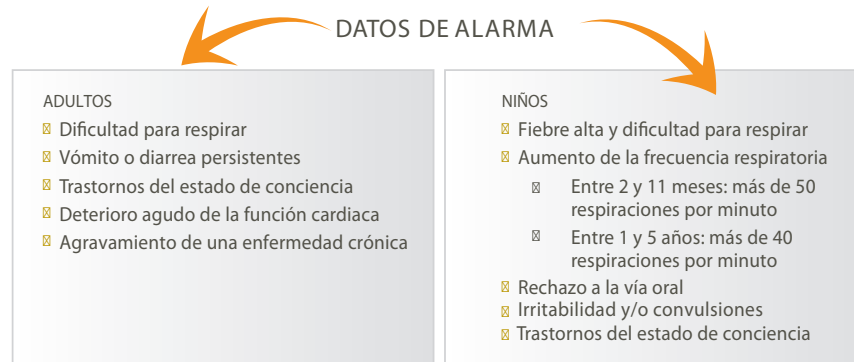 DATOS DE ALARMA
ADULTOS
Dificultad para respirar
Vómito o diarrea persistentes
Trastornos del estado de conciencia
Deterioro agudo de la función cardiaca
Agravamiento de una enfermedad crónica
NIÑOS
Fiebre alta y dificultad para respirar
Aumento de la frecuencia respiratoria
Entre 2 y 11 meses: más de 50
respiraciones por minuto
Entre 1 y 5 años: más de 40
respiraciones por minuto
Rechazo a la vía oral
Irritabilidad y/o convulsiones
Trastornos del estado de conciencia